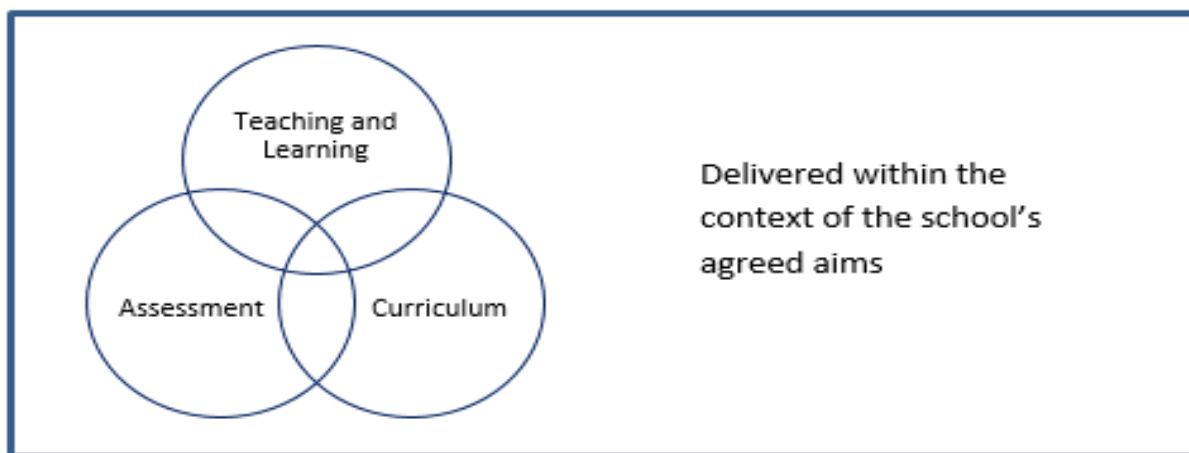 Teaching and
Learning
Assessment
Curriculum
Delivered within the
context of the school’s
agreed aims